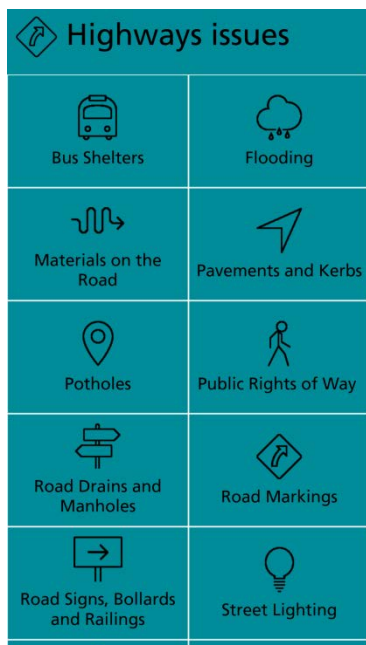 Highways issues
Bus Shelters
Flooding
Materials on the
Road
Pavements and Kerbs
Potholes
Public Rights of Way
Road Drains and
Manholes
Road Markings
Road Signs, Bollards
and Railings
Street Lighting